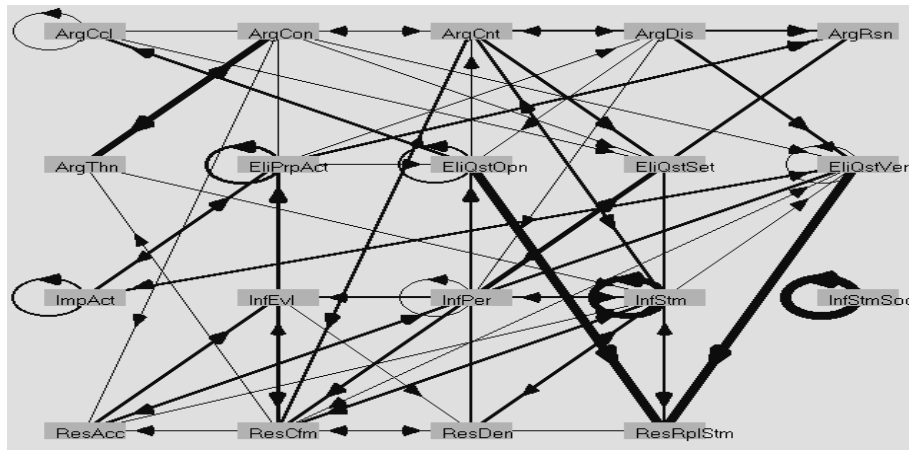 ArgCcl ArgCon ArgCnt ArgDis ArgRsn
ArgThn EliPrpAct EliQstOpn EliQstSet EliQstVer
ImpAct InfEvl InfPer InfStm InfStmSoc
ResAcc ResCfm ResDen ResRplStm